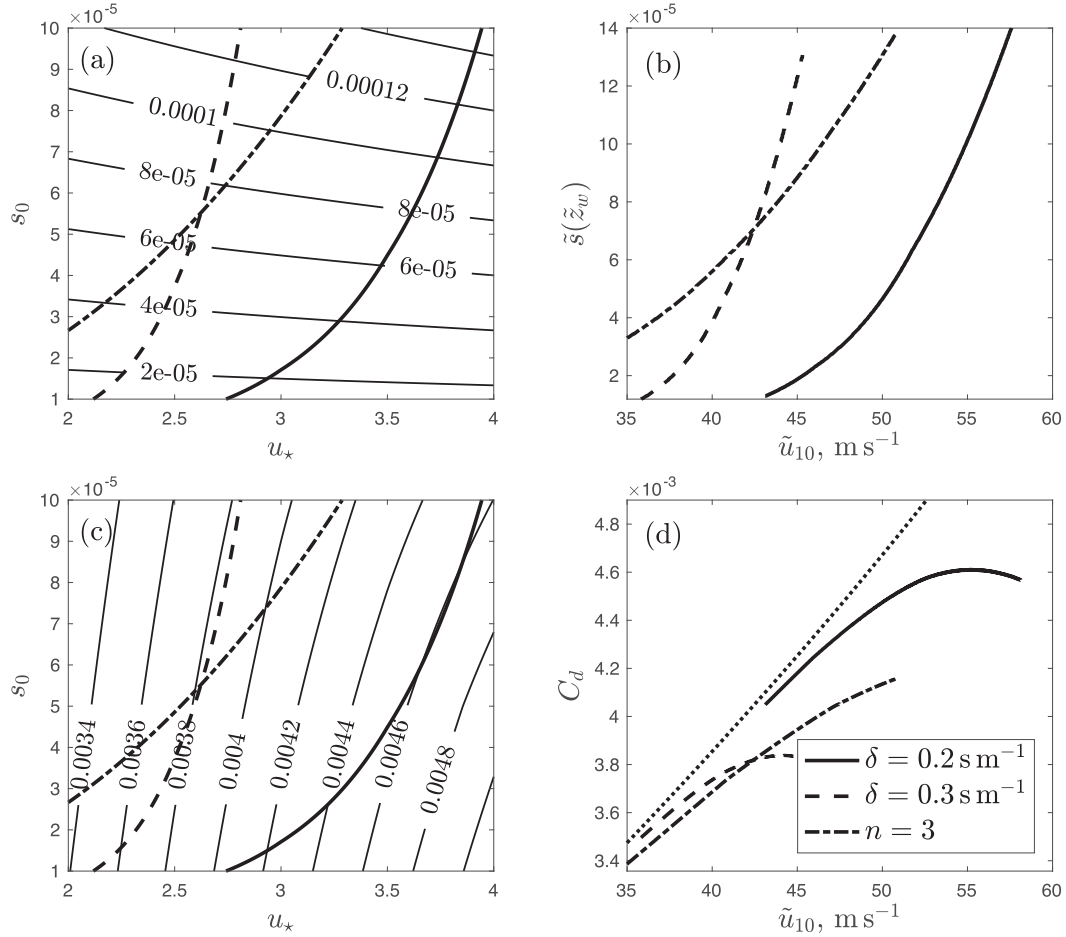 ×10⁻⁵
(a)
0.00012
0.0001
8e-05
8e-05
6e-05
6e-05
4e-05
2e-05
10
9
8
7
6
5
4
3
2
1
s₀
2 2.5 3 3.5 4
u⋆
×10⁻⁵
(b)
14
12
10
8
6
4
2
s̃(z̃_w)
35 40 45 50 55 60
ũ₁₀, m s⁻¹
×10⁻⁵
(c)
10
9
8
7
6
5
4
3
2
1
s₀
0.0034
0.0036
0.0038
0.004
0.0042
0.0044
0.0046
0.0048
2 2.5 3 3.5 4
u⋆
×10⁻³
(d)
4.8
4.6
4.4
4.2
4
3.8
3.6
3.4
C_d
δ = 0.2 s m⁻¹
δ = 0.3 s m⁻¹
n = 3
35 40 45 50 55 60
ũ₁₀, m s⁻¹